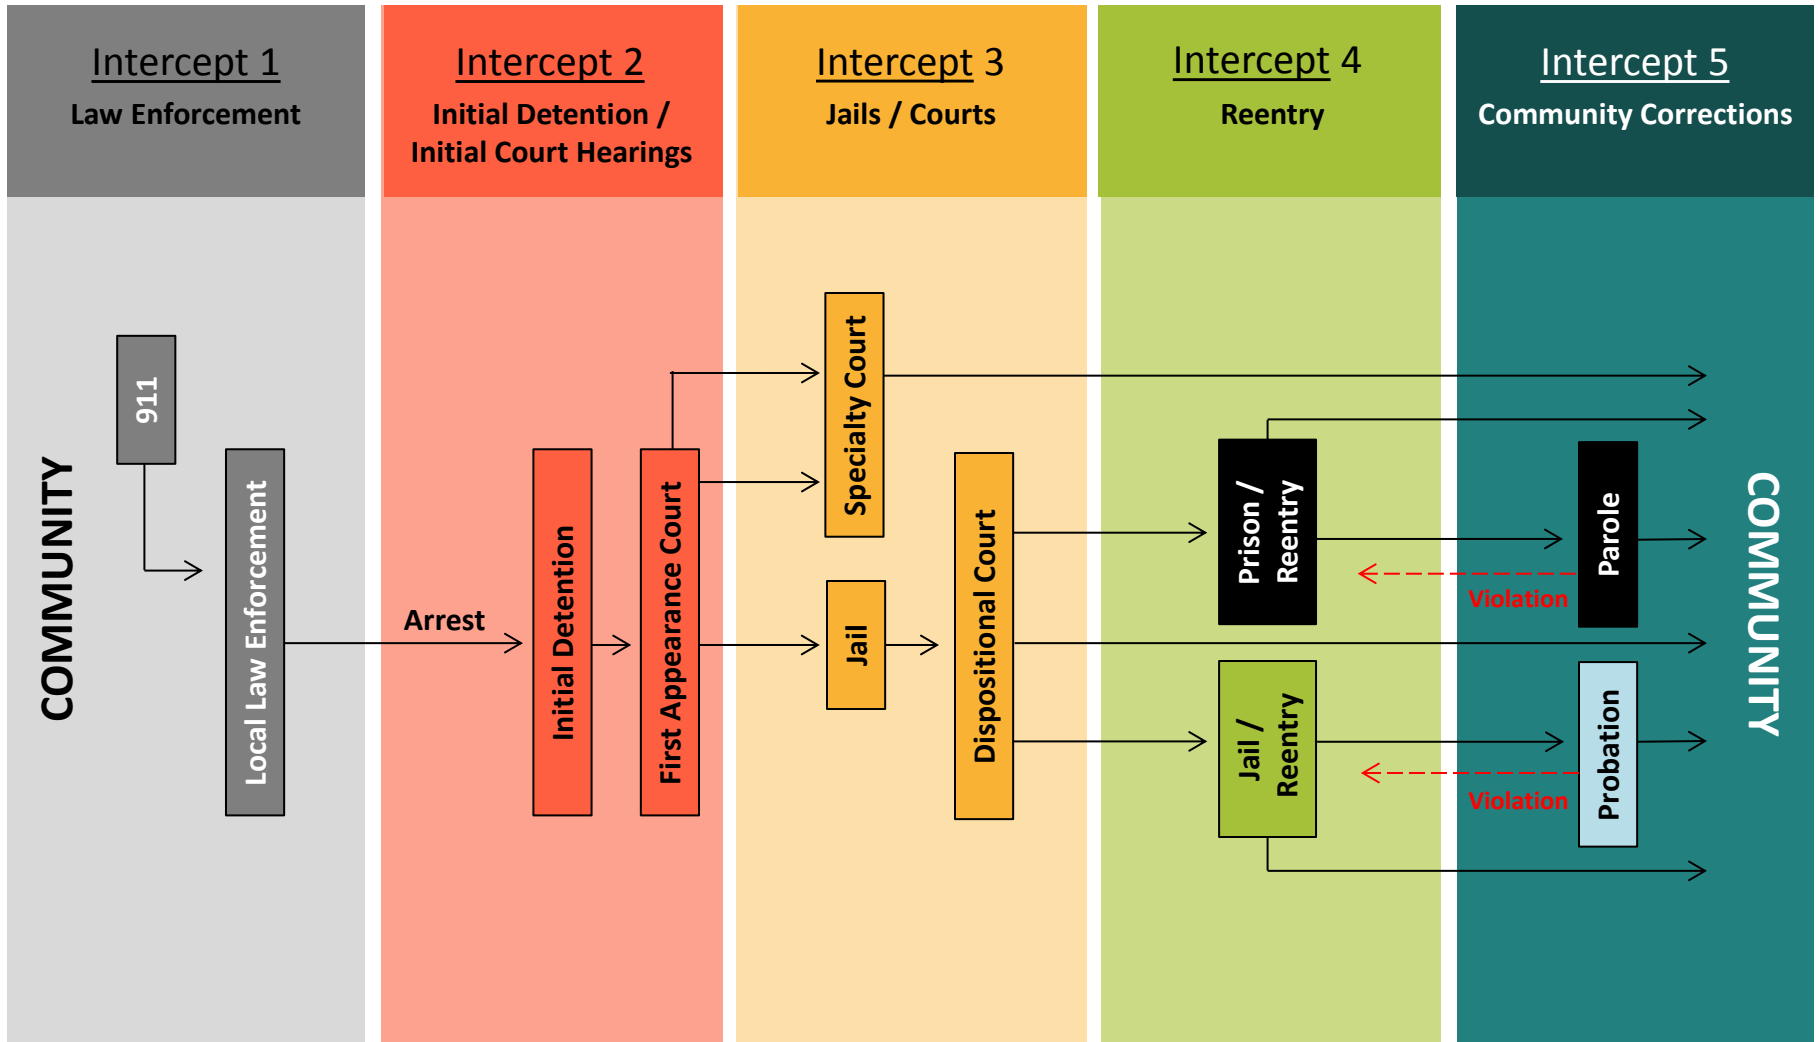 Intercept 1
Law Enforcement
Intercept 2
Initial Detention /
Initial Court Hearings
Intercept 3
Jails / Courts
Intercept 4
Reentry
Intercept 5
Community Corrections
COMMUNITY
911
Local Law Enforcement
Arrest
Initial Detention
First Appearance Court
Specialty Court
Jail
Dispositional Court
Prison /
Reentry
Jail /
Reentry
Violation
Parole
Violation
Probation
COMMUNITY